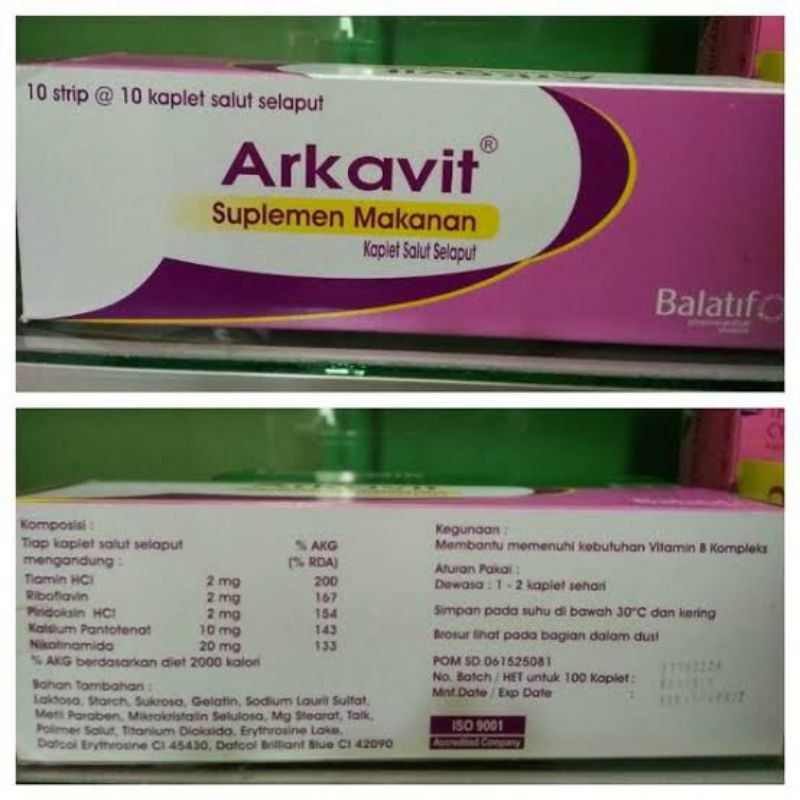 10 strip @ 10 kaplet salut selaput
Arkavit®
Suplemen Makanan
Kaplet Salut Selaput
Balatif
pharmaceutical
Komposisi :
Tiap kaplet salut selaput % AKG
mengandung : (% RDA)
Tiamin HCl 2 mg 200
Riboflavin 2 mg 167
Piridoksin HCl 2 mg 154
Kalsium Pantotenat 10 mg 143
Nikotinamida 20 mg 133
% AKG berdasarkan diet 2000 kalori
Bahan Tambahan :
Laktosa, Starch, Sukrosa, Gelatin, Sodium Lauril Sulfat,
Metil Paraben, Mikrokristalin Selulosa, Mg Stearat, Talk,
Polimer Salut, Titanium Dioksida, Erythrosine Lake,
Dafcol Erythrosine CI 45430, Dafcol Brilliant Blue CI 42090
Kegunaan :
Membantu memenuhi kebutuhan Vitamin B Kompleks
Aturan Pakai :
Dewasa : 1 - 2 kaplet sehari
Simpan pada suhu di bawah 30°C dan kering
Brosur lihat pada bagian dalam dus!
POM SD.061525081
No. Batch / HET untuk 100 Kaplet :
Mnf.Date / Exp Date :
ISO 9001
Accredited Company